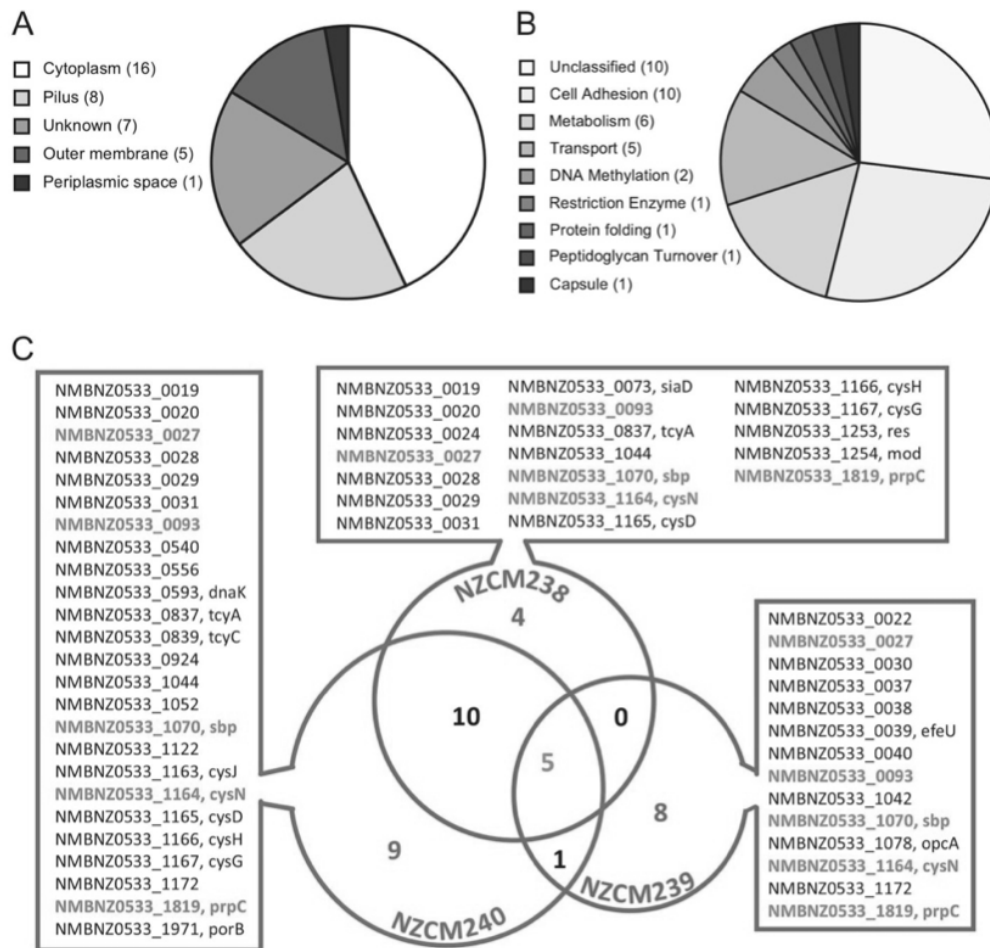 A
Cytoplasm (16)
Pilus (8)
Unknown (7)
Outer membrane (5)
Periplasmic space (1)
B
Unclassified (10)
Cell Adhesion (10)
Metabolism (6)
Transport (5)
DNA Methylation (2)
Restriction Enzyme (1)
Protein folding (1)
Peptidoglycan Turnover (1)
Capsule (1)
C
NMBNZ0533_0019
NMBNZ0533_0020
NMBNZ0533_0027
NMBNZ0533_0028
NMBNZ0533_0029
NMBNZ0533_0031
NMBNZ0533_0093
NMBNZ0533_0540
NMBNZ0533_0556
NMBNZ0533_0593, dnaK
NMBNZ0533_0837, tcyA
NMBNZ0533_0839, tcyC
NMBNZ0533_0924
NMBNZ0533_1044
NMBNZ0533_1052
NMBNZ0533_1070, sbp
NMBNZ0533_1122
NMBNZ0533_1163, cysJ
NMBNZ0533_1164, cysN
NMBNZ0533_1165, cysD
NMBNZ0533_1166, cysH
NMBNZ0533_1167, cysG
NMBNZ0533_1172
NMBNZ0533_1819, prpC
NMBNZ0533_1971, porB
NMBNZ0533_0019
NMBNZ0533_0020
NMBNZ0533_0024
NMBNZ0533_0027
NMBNZ0533_0028
NMBNZ0533_0029
NMBNZ0533_0031
NMBNZ0533_0073, siaD
NMBNZ0533_0093
NMBNZ0533_0837, tcyA
NMBNZ0533_1044
NMBNZ0533_1070, sbp
NMBNZ0533_1164, cysN
NMBNZ0533_1165, cysD
NMBNZ0533_1166, cysH
NMBNZ0533_1167, cysG
NMBNZ0533_1253, res
NMBNZ0533_1254, mod
NMBNZ0533_1819, prpC
NZCM238
4
10
0
5
8
9
1
NZCM240
NZCM239
NMBNZ0533_0022
NMBNZ0533_0027
NMBNZ0533_0030
NMBNZ0533_0037
NMBNZ0533_0038
NMBNZ0533_0039, efeU
NMBNZ0533_0040
NMBNZ0533_0093
NMBNZ0533_1042
NMBNZ0533_1070, sbp
NMBNZ0533_1078, opcA
NMBNZ0533_1164, cysN
NMBNZ0533_1172
NMBNZ0533_1819, prpC